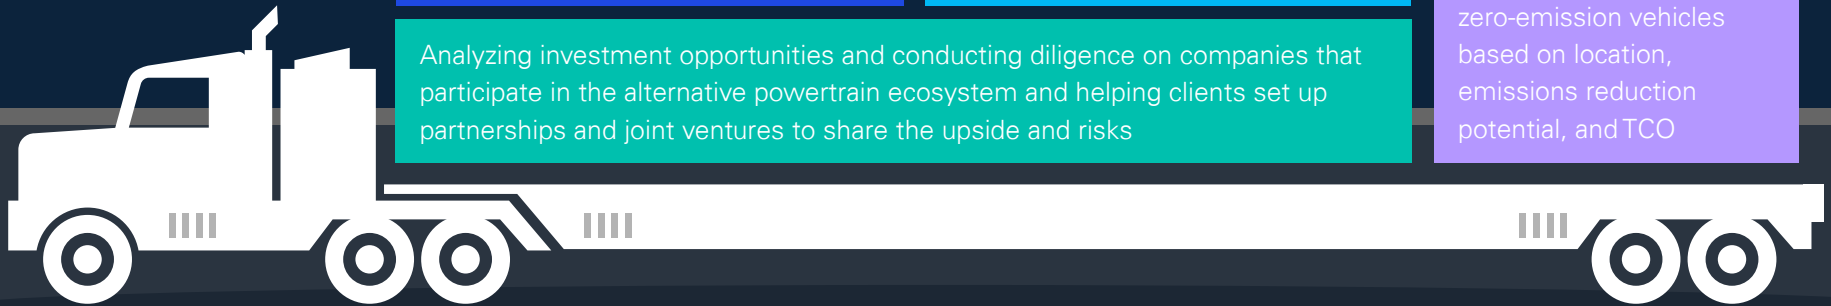 Analyzing investment opportunities and conducting diligence on companies that
participate in the alternative powertrain ecosystem and helping clients set up
partnerships and joint ventures to share the upside and risks
zero-emission vehicles
based on location,
emissions reduction
potential, and TCO